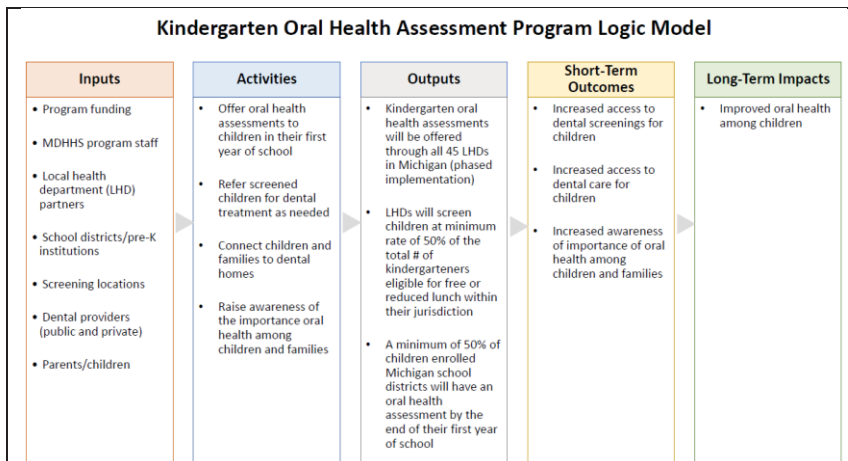 Kindergarten Oral Health Assessment Program Logic Model
Inputs
• Program funding
• MDHHS program staff
• Local health
department (LHD)
partners
• School districts/pre-K
institutions
• Screening locations
• Dental providers
(public and private)
• Parents/children
Activities
• Offer oral health
assessments to
children in their first
year of school
• Refer screened
children for dental
treatment as needed
• Connect children and
families to dental
homes
• Raise awareness of
the importance oral
health among
children and families
Outputs
• Kindergarten oral
health assessments
will be offered
through all 45 LHDs
in Michigan (phased
implementation)
• LHDs will screen
children at minimum
rate of 50% of the
total # of
kindergarteners
eligible for free or
reduced lunch within
their jurisdiction
• A minimum of 50% of
children enrolled
Michigan school
districts will have an
oral health
assessment by the
end of their first year
of school
Short-Term
Outcomes
• Increased access to
dental screenings for
children
• Increased access to
dental care for
children
• Increased awareness
of importance of oral
health among
children and families
Long-Term Impacts
• Improved oral health
among children